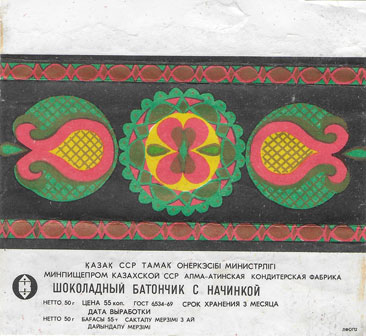 ҚАЗАҚ ССР ТАМАҚ ӨНЕРКӘСІБІ МИНИСТРЛІГІ
МИНПИЩЕПРОМ КАЗАХСКОЙ ССР АЛМА-АТИНСКАЯ КОНДИТЕРСКАЯ ФАБРИКА
ШОКОЛАДНЫЙ БАТОНЧИК С НАЧИНКОЙ
НЕТТО 50 г ЦЕНА 55 коп. ГОСТ 6534-69 СРОК ХРАНЕНИЯ 3 МЕСЯЦА
ДАТА ВЫРАБОТКИ
НЕТТО 50 г БАҒАСЫ 55 т САКТАЛУ МЕРЗІМІ 3 АЙ
ДАЙЫНДАЛУ МЕРЗІМІ